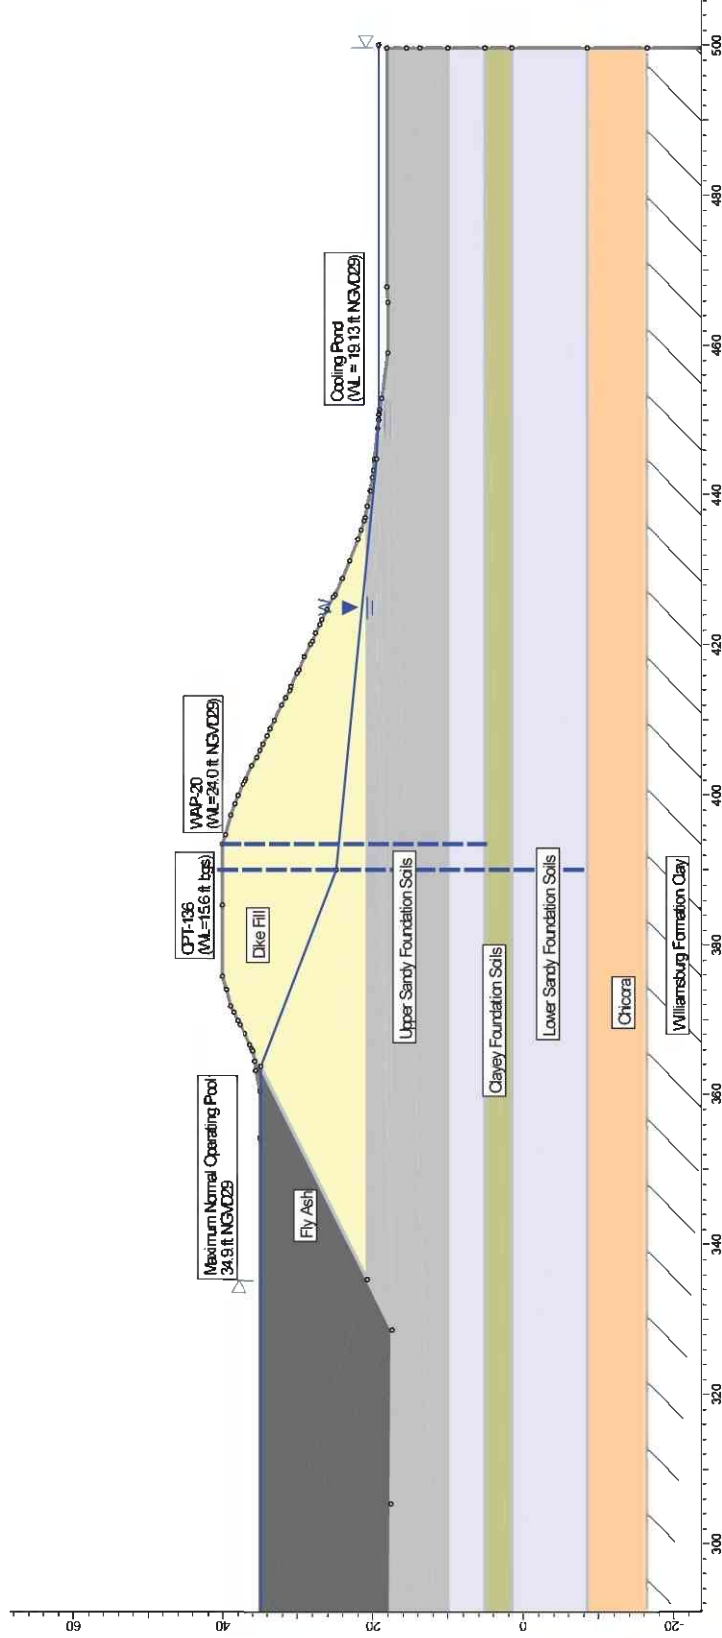 Maximum Normal Operating Pool
34.9 ft NGVD29
CPT-136
(WL=15.6 ft bgs)
WAP-20
(WL=24.0 ft NGVD29)
Cooling Pond
(WL = 19.13 ft NGVD29)
Fly Ash
Dike Fill
W
Upper Sandy Foundation Soils
Clayey Foundation Soils
Lower Sandy Foundation Soils
Chicora
Williamsburg Formation Clay
60
40
20
0
-20
300
320
340
360
380
400
420
440
460
480
500